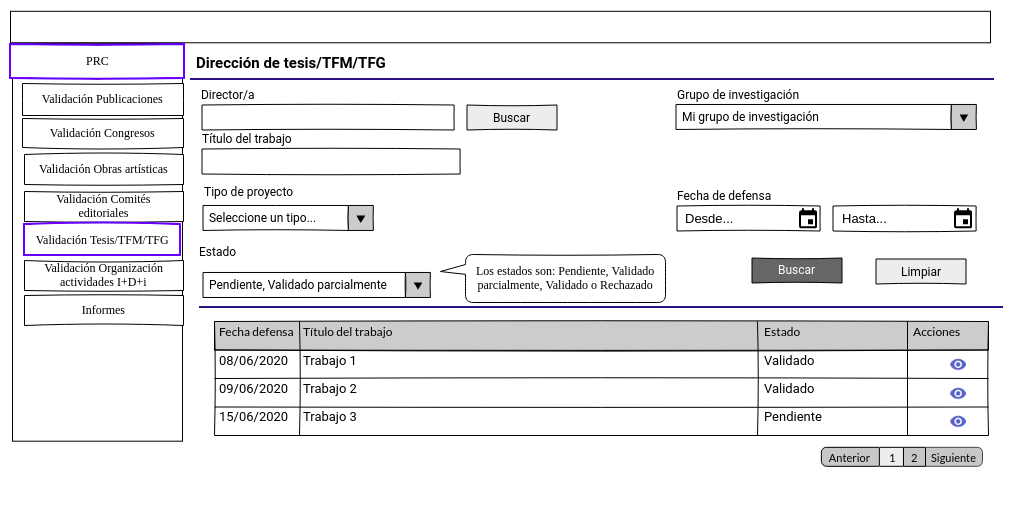 PRC
Validación Publicaciones
Validación Congresos
Validación Obras artísticas
Validación Comités
editoriales
Validación Tesis/TFM/TFG
Validación Organización
actividades I+D+i
Informes
Dirección de tesis/TFM/TFG
Director/a
Buscar
Grupo de investigación
Mi grupo de investigación
Título del trabajo
Tipo de proyecto
Seleccione un tipo...
Fecha de defensa
Desde...
Hasta...
Estado
Pendiente, Validado parcialmente
Los estados son: Pendiente, Validado
parcialmente, Validado o Rechazado
Buscar
Limpiar
Fecha defensa Título del trabajo Estado Acciones
08/06/2020 Trabajo 1 Validado
09/06/2020 Trabajo 2 Validado
15/06/2020 Trabajo 3 Pendiente
Anterior 1 2 Siguiente